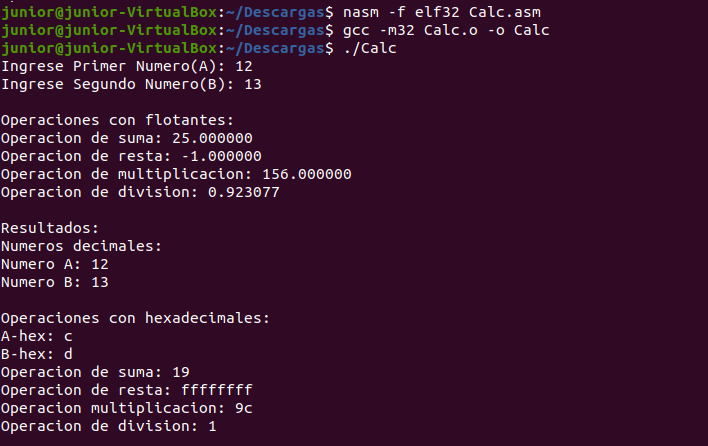 junior@junior-VirtualBox:~/Descargas$ nasm -f elf32 Calc.asm
junior@junior-VirtualBox:~/Descargas$ gcc -m32 Calc.o -o Calc
junior@junior-VirtualBox:~/Descargas$ ./Calc
Ingrese Primer Numero(A): 12
Ingrese Segundo Numero(B): 13
Operaciones con flotantes:
Operacion de suma: 25.000000
Operacion de resta: -1.000000
Operacion de multiplicacion: 156.000000
Operacion de division: 0.923077
Resultados:
Numeros decimales:
Numero A: 12
Numero B: 13
Operaciones con hexadecimales:
A-hex: c
B-hex: d
Operacion de suma: 19
Operacion de resta: ffffffff
Operacion multiplicacion: 9c
Operacion de division: 1